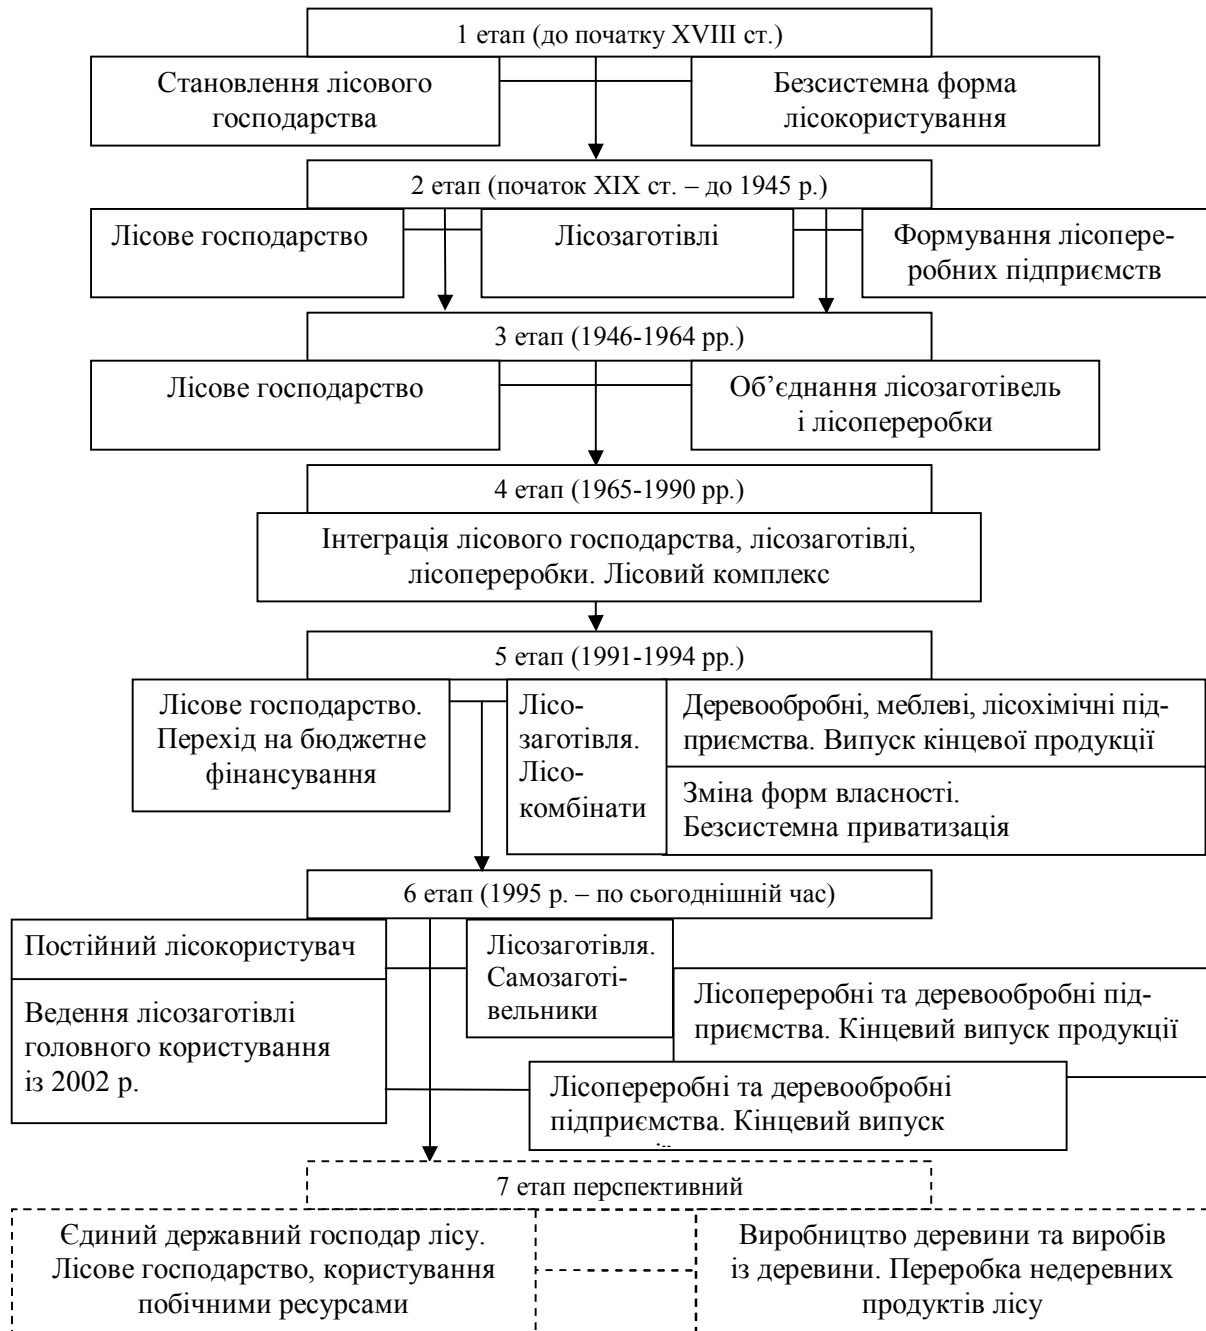 1 етап (до початку XVIII ст.)
Становлення лісового
господарства
Безсистемна форма
лісокористування
2 етап (початок XIX ст. – до 1945 р.)
Лісове господарство
Лісозаготівлі
Формування лісопере-
робних підприємств
3 етап (1946-1964 рр.)
Лісове господарство
Об’єднання лісозаготівель
і лісопереробки
4 етап (1965-1990 рр.)
Інтеграція лісового господарства, лісозаготівлі,
лісопереробки. Лісовий комплекс
5 етап (1991-1994 рр.)
Лісове господарство.
Перехід на бюджетне
фінансування
Лісо-
заготівля.
Лісо-
комбінати
Деревообробні, меблеві, лісохімічні під-
приємства. Випуск кінцевої продукції
Зміна форм власності.
Безсистемна приватизація
6 етап (1995 р. – по сьогоднішній час)
Постійний лісокористувач
Ведення лісозаготівлі
головного користування
із 2002 р.
Лісозаготівля.
Самозаготі-
вельники
Лісопереробні та деревообробні під-
приємства. Кінцевий випуск продукції
Лісопереробні та деревообробні
підприємства. Кінцевий випуск
7 етап перспективний
Єдиний державний господар лісу.
Лісове господарство, користування
побічними ресурсами
Виробництво деревини та виробів
із деревини. Переробка недеревних
продуктів лісу